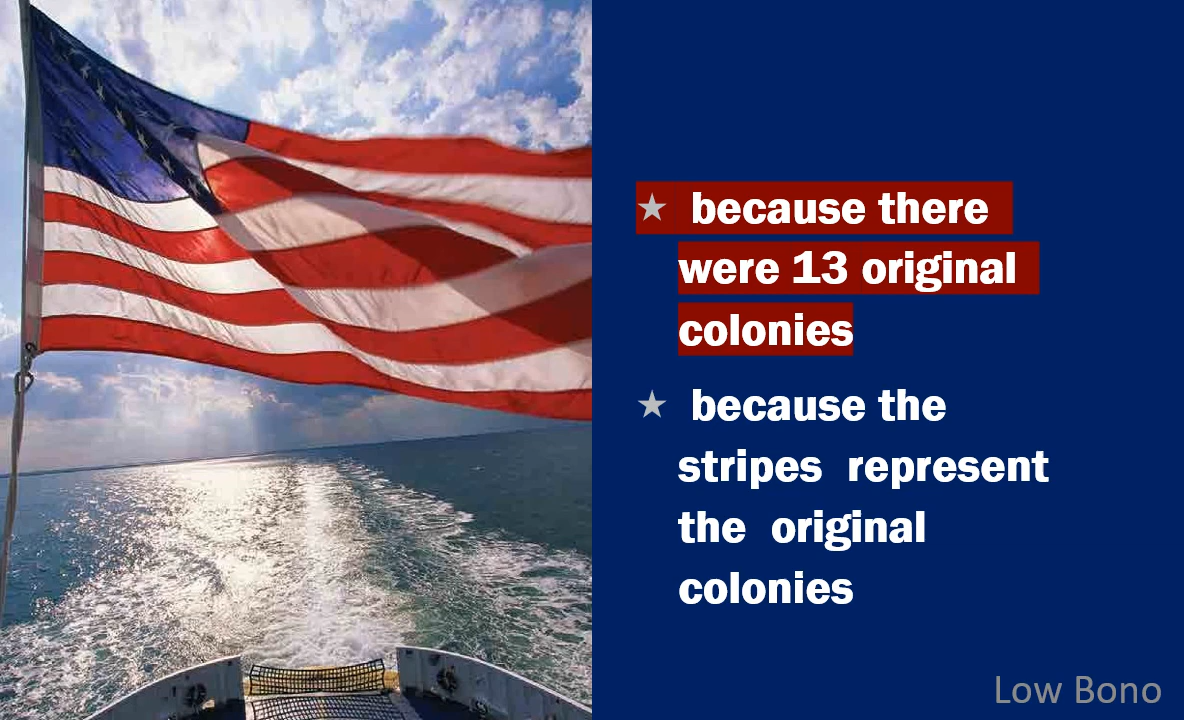 ★ because there
were 13 original
colonies
★ because the
stripes represent
the original
colonies
Low Bono